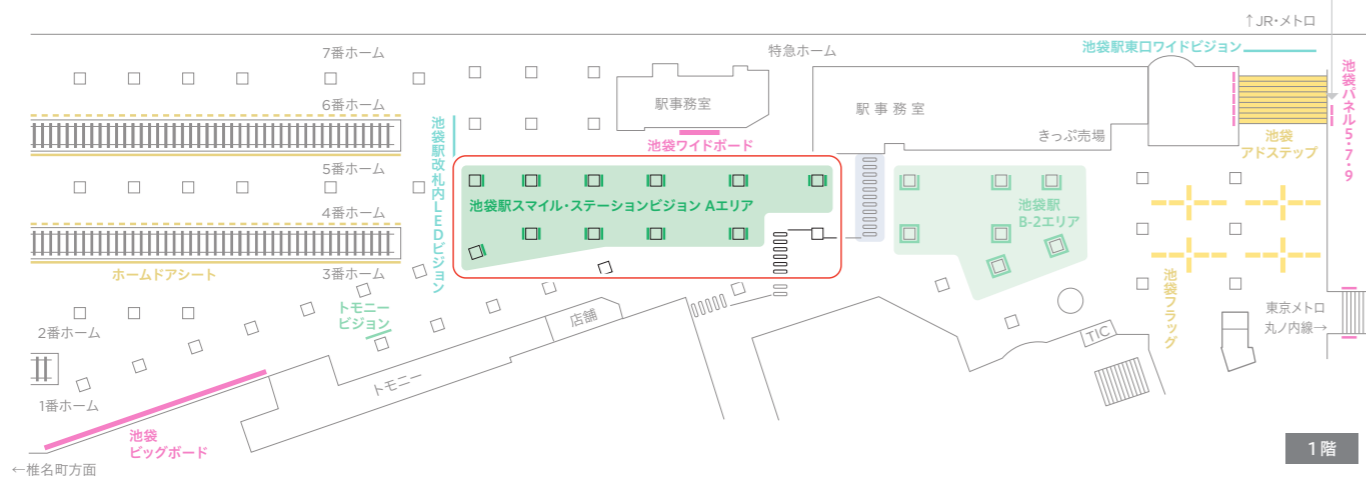 ↑JR・メトロ
7番ホーム
特急ホーム
池袋駅東口ワイドビジョン
池袋パネル5・7・9
6番ホーム
駅事務室
駅事務室
池袋ワイドボード
きっぷ売場
池袋
アドステップ
池袋駅改札内LEDビジョン
5番ホーム
池袋駅スマイル・ステーションビジョン Aエリア
池袋駅
B-2エリア
4番ホーム
ホームドアシート
3番ホーム
池袋フラッグ
トモニー
ビジョン
店舗
東京メトロ
丸ノ内線→
2番ホーム
TIC
トモニー
1番ホーム
池袋
ビッグボード
1階
←椎名町方面